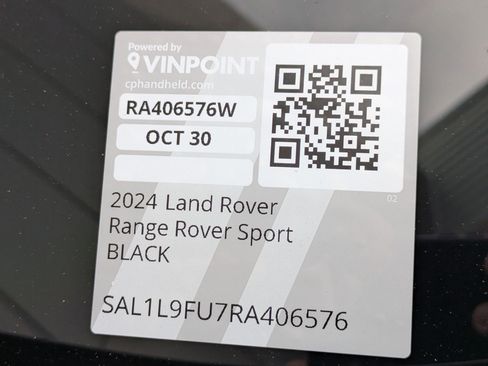 Powered by
VINPOINT
cphandheld.com
RA406576W
OCT 30
02
2024 Land Rover
Range Rover Sport
BLACK
SAL1L9FU7RA406576